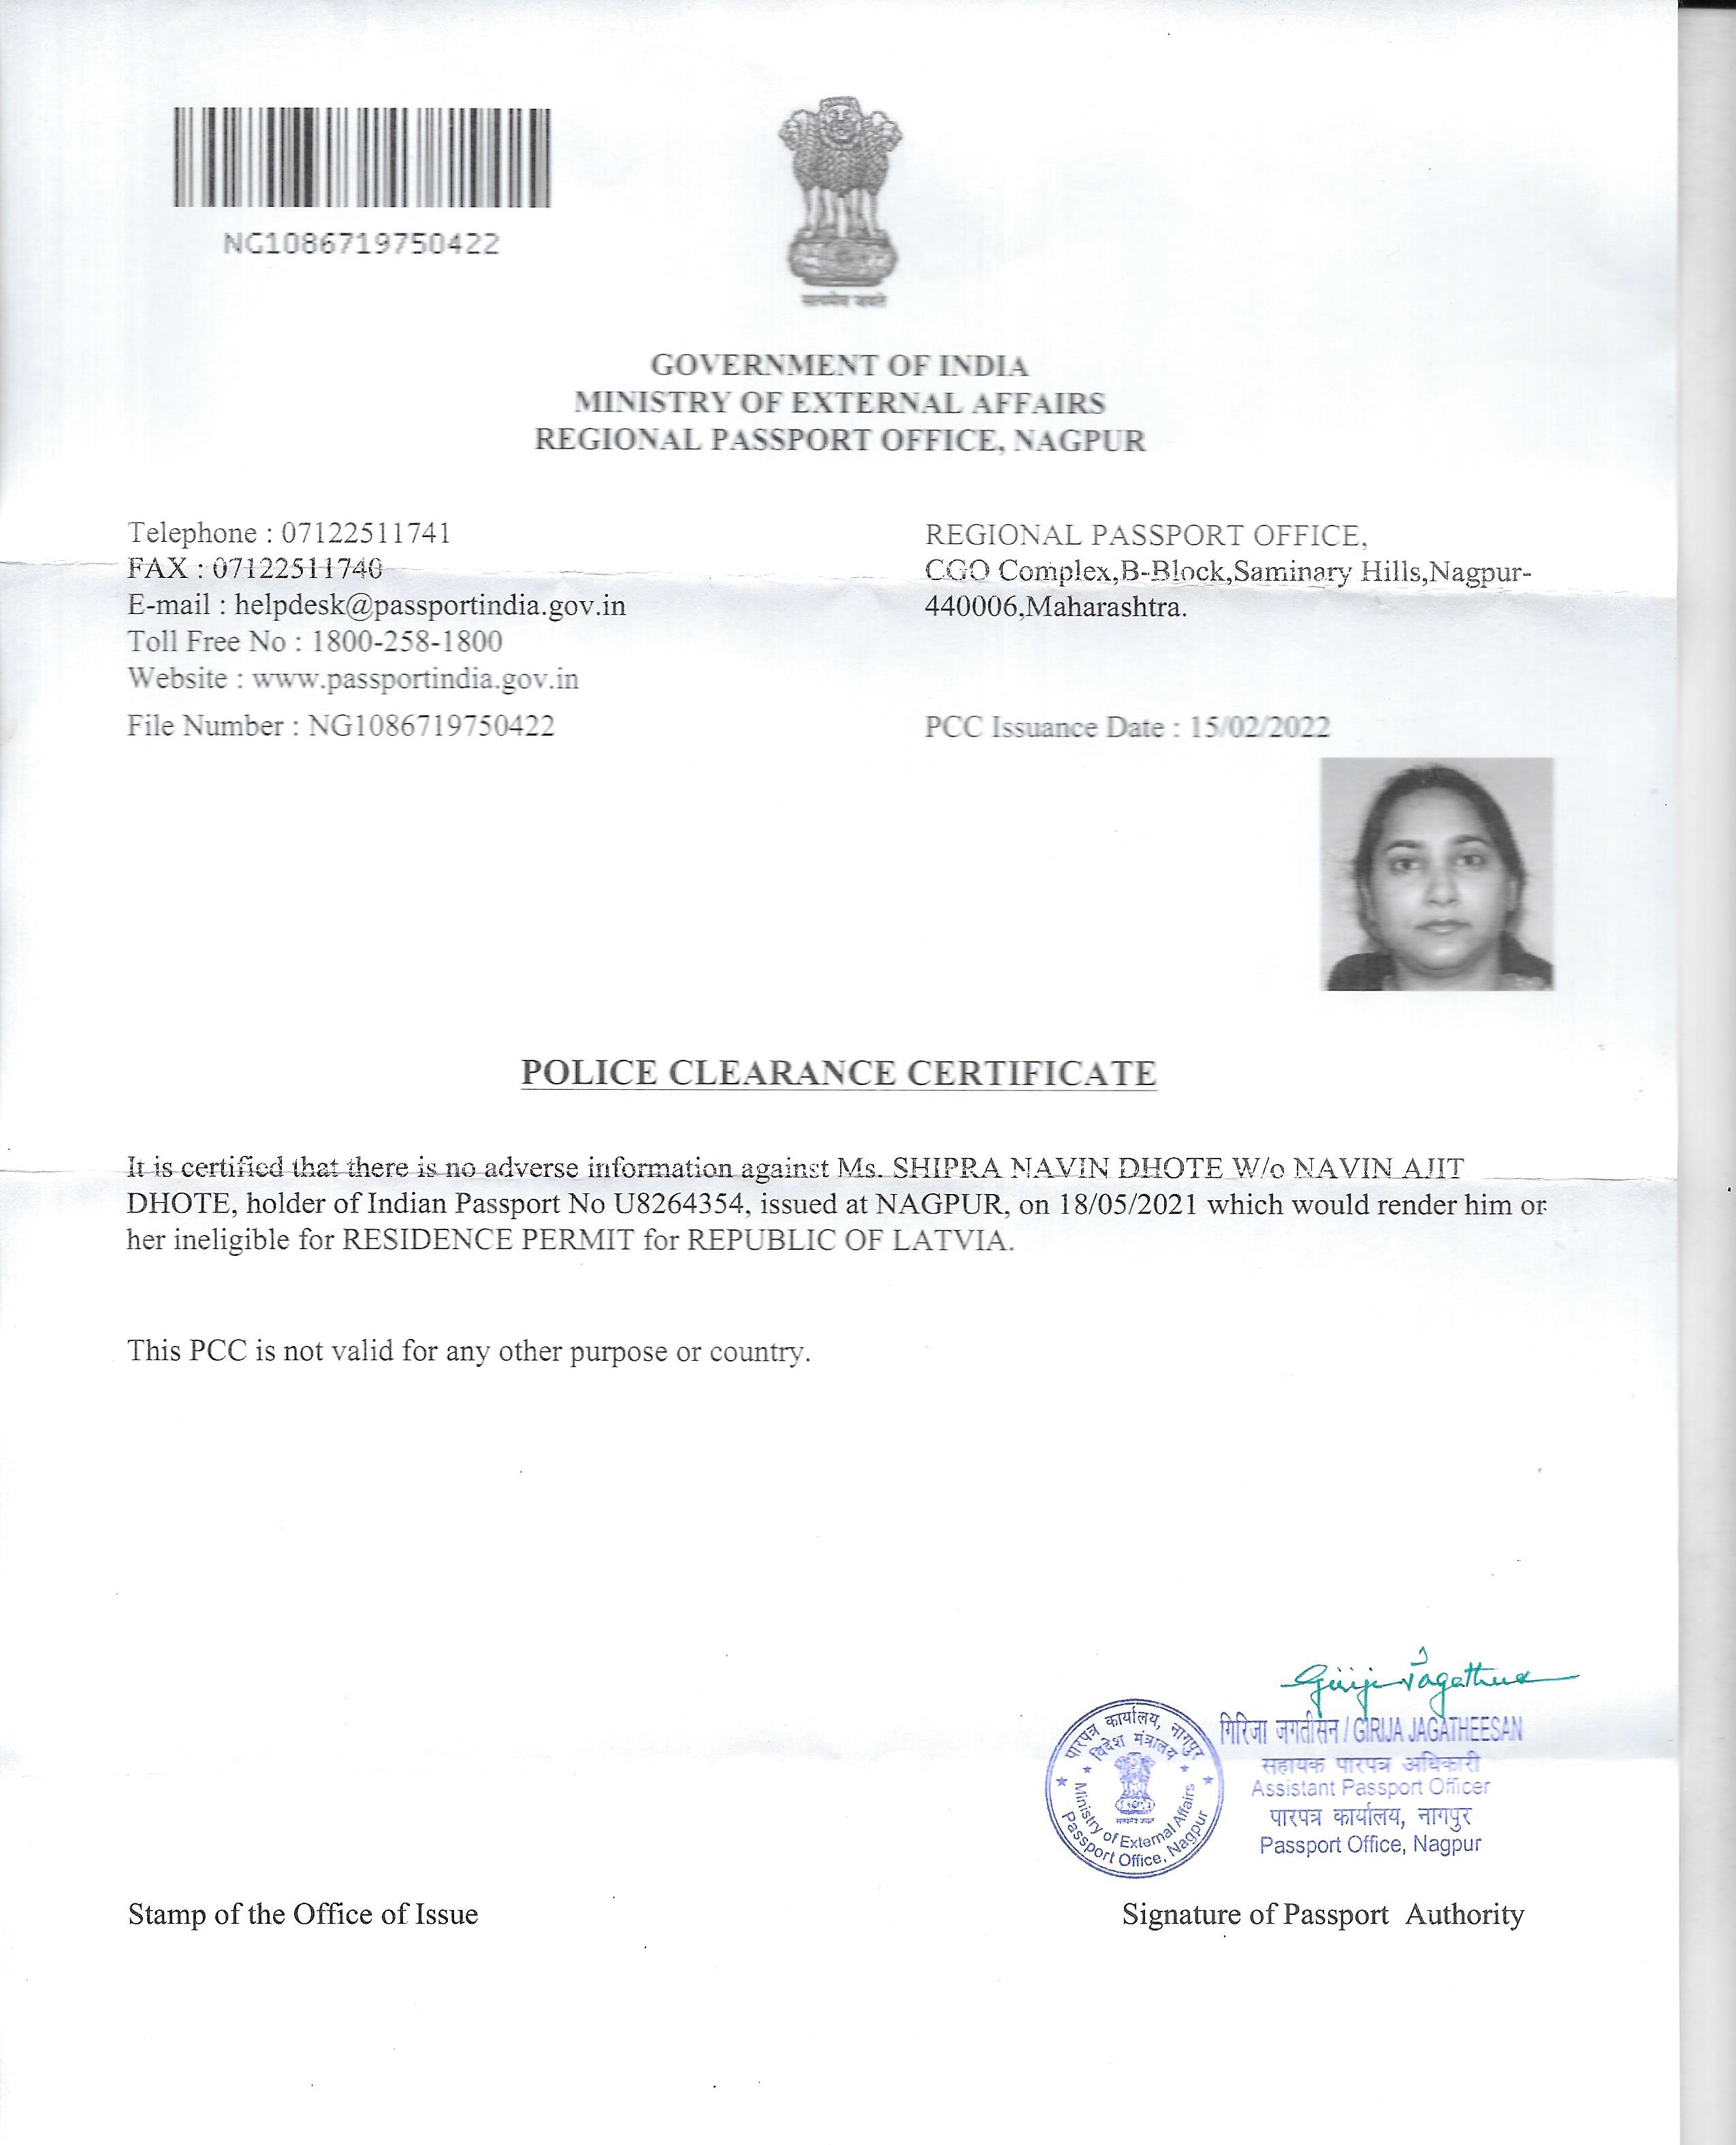 NG1086719750422
सत्यमेव जयते
GOVERNMENT OF INDIA
MINISTRY OF EXTERNAL AFFAIRS
REGIONAL PASSPORT OFFICE, NAGPUR
Telephone : 07122511741
FAX : 07122511740
E-mail : helpdesk@passportindia.gov.in
Toll Free No : 1800-258-1800
Website : www.passportindia.gov.in
File Number : NG1086719750422
REGIONAL PASSPORT OFFICE,
CGO Complex,B-Block,Saminary Hills,Nagpur-
440006,Maharashtra.
PCC Issuance Date : 15/02/2022
POLICE CLEARANCE CERTIFICATE
It is certified that there is no adverse information against Ms. SHIPRA NAVIN DHOTE W/o NAVIN AJIT
DHOTE, holder of Indian Passport No U8264354, issued at NAGPUR, on 18/05/2021 which would render him or
her ineligible for RESIDENCE PERMIT for REPUBLIC OF LATVIA.
This PCC is not valid for any other purpose or country.
पारपत्र कार्यालय, नागपुर
विदेश मंत्रालय
Ministry of External Affairs
Passport Office, Nagpur
गिरिजा जगतीसन / GIRIJA JAGATHEESAN
सहायक पारपत्र अधिकारी
Assistant Passport Officer
पारपत्र कार्यालय, नागपुर
Passport Office, Nagpur
Stamp of the Office of Issue
Signature of Passport Authority